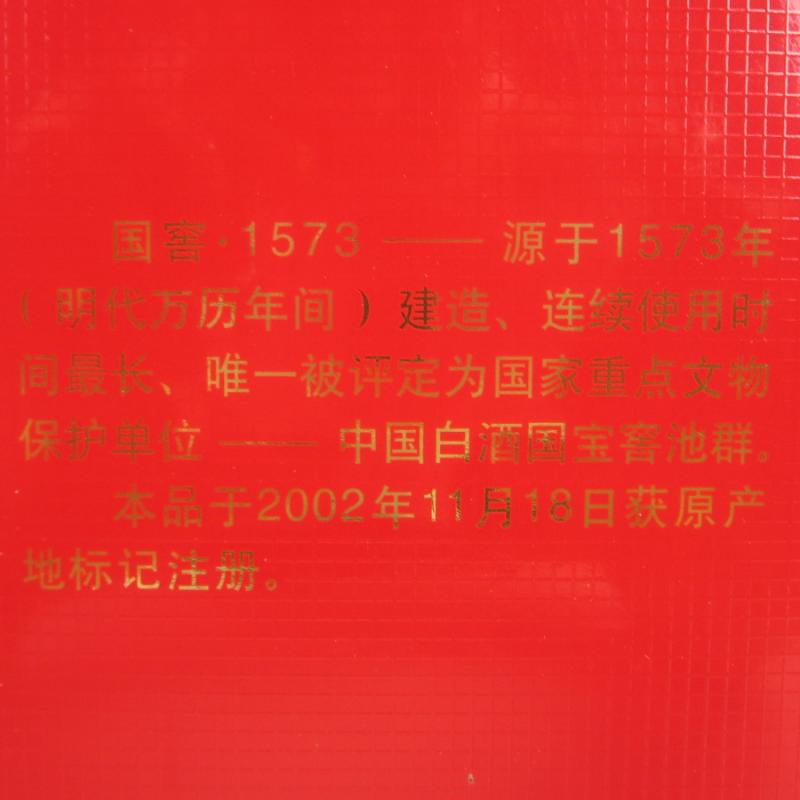 国窖·1573 —— 源于1573年
（明代万历年间）建造、连续使用时
间最长、唯一被评定为国家重点文物
保护单位 —— 中国白酒国宝窖池群。
本品于2002年11月18日获原产
地标记注册。